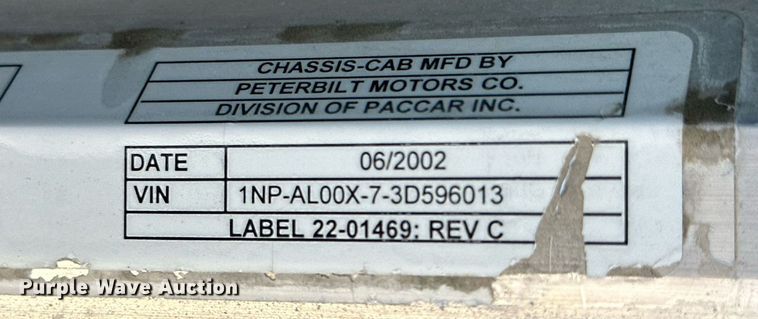 CHASSIS-CAB MFD BY
PETERBILT MOTORS CO.
DIVISION OF PACCAR INC.
DATE 06/2002
VIN 1NP-AL00X-7-3D596013
LABEL 22-01469: REV C
Purple Wave Auction